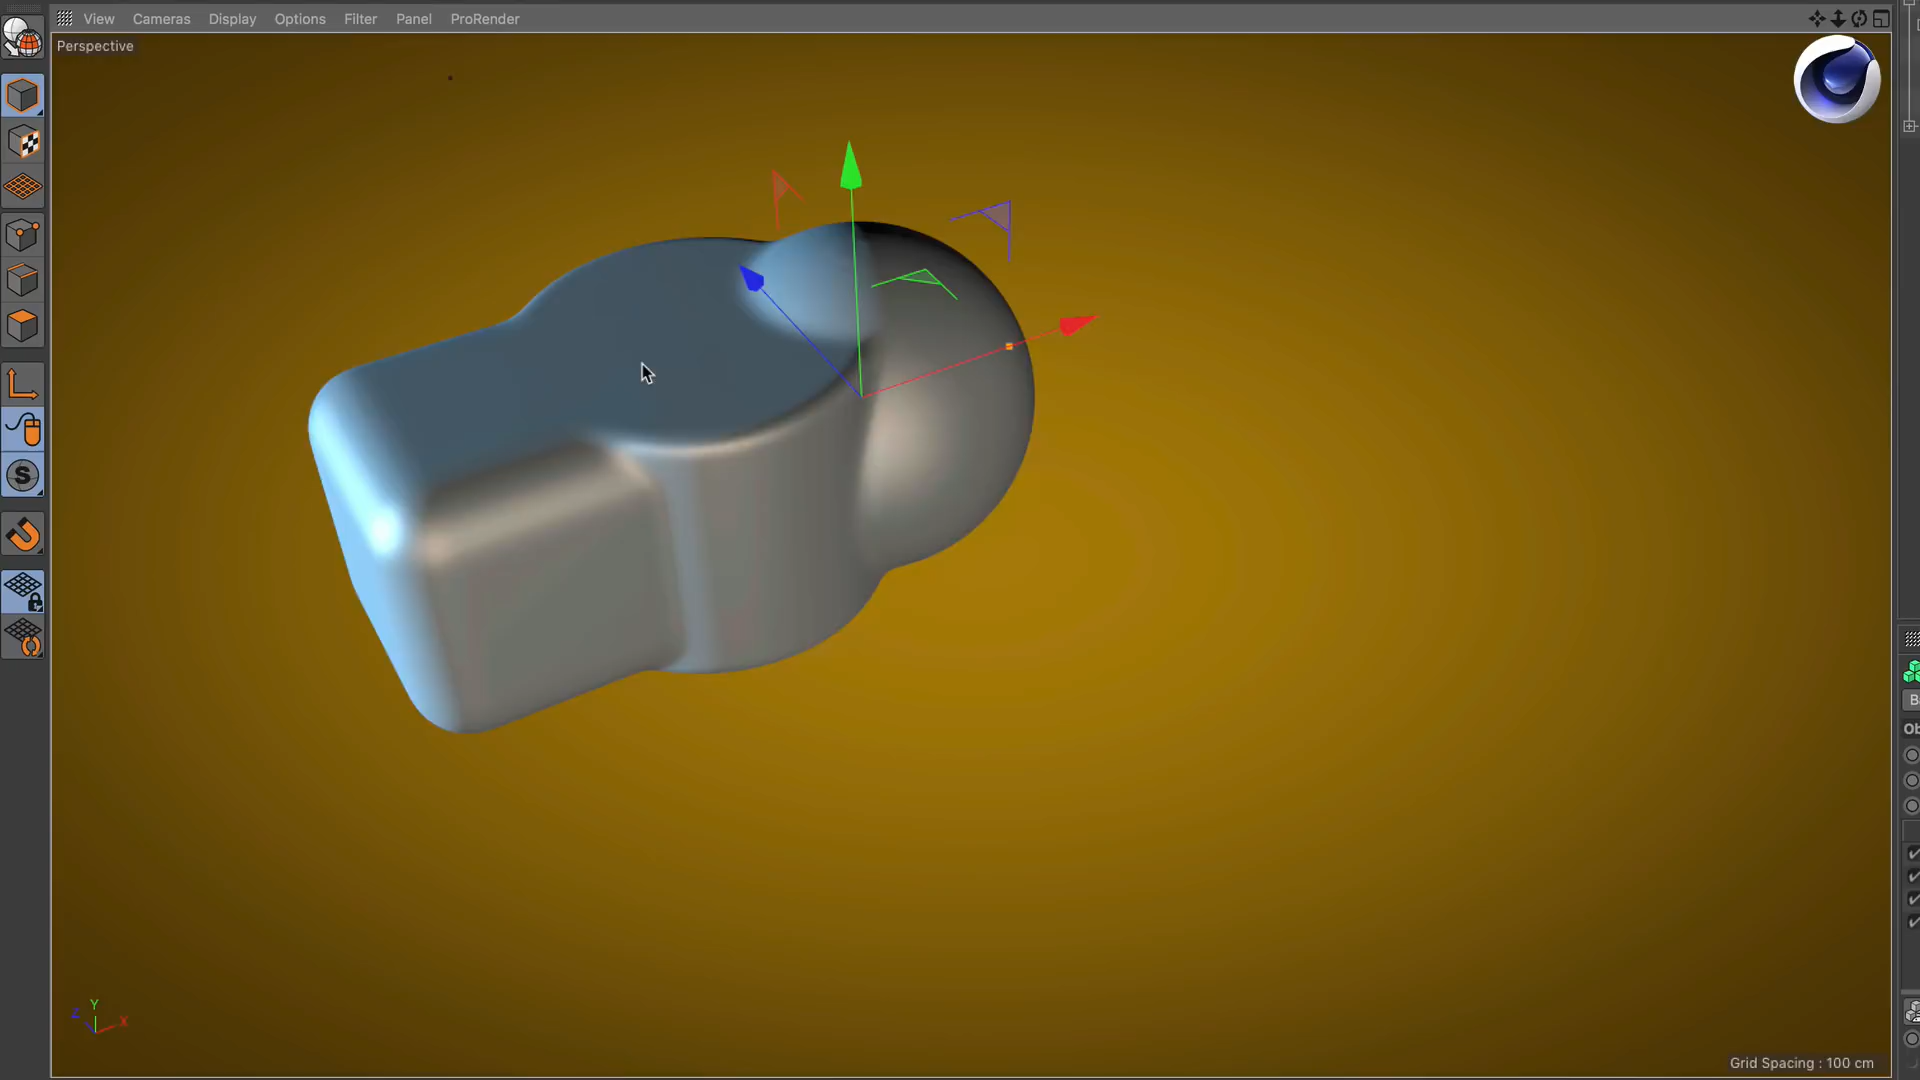 View Cameras Display Options Filter Panel ProRender
Perspective
S
Y
Z
X
Grid Spacing : 100 cm